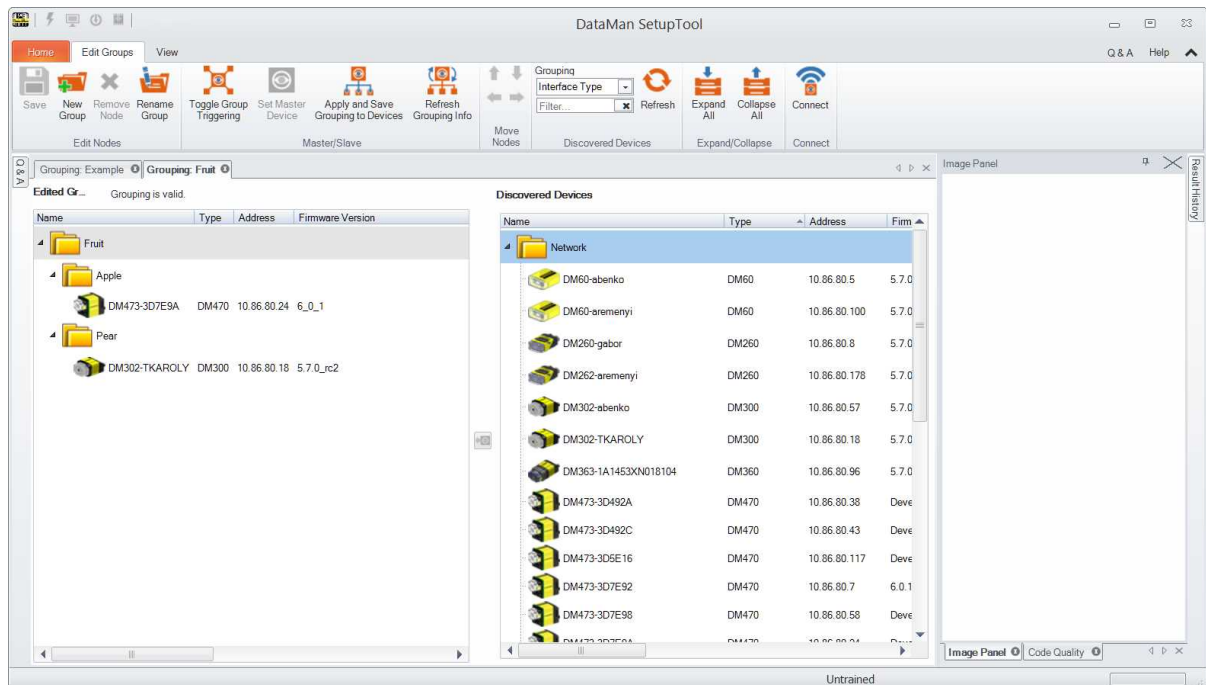 DataMan SetupTool
Home Edit Groups View Q & A Help
Save New Group Remove Node Rename Group
Edit Nodes
Toggle Group Triggering Set Master Device Apply and Save Grouping to Devices Refresh Grouping Info
Master/Slave
Move Nodes
Grouping
Interface Type
Filter...
Refresh
Discovered Devices
Expand All Collapse All
Expand/Collapse
Connect
Connect
Q & A
Grouping: Example Grouping: Fruit
Edited Gr... Grouping is valid.
Name Type Address Firmware Version
Fruit
Apple
DM473-3D7E9A DM470 10.86.80.24 6_0_1
Pear
DM302-TKAROLY DM300 10.86.80.18 5.7.0_rc2
Discovered Devices
Name Type Address Firm
Network
DM60-abenko DM60 10.86.80.5 5.7.0
DM60-aremenyi DM60 10.86.80.100 5.7.0
DM260-gabor DM260 10.86.80.8 5.7.0
DM262-aremenyi DM260 10.86.80.178 5.7.0
DM302-abenko DM300 10.86.80.57 5.7.0
DM302-TKAROLY DM300 10.86.80.18 5.7.0
DM363-1A1453XN018104 DM360 10.86.80.96 5.7.0
DM473-3D492A DM470 10.86.80.38 Deve
DM473-3D492C DM470 10.86.80.43 Deve
DM473-3D5E16 DM470 10.86.80.117 Deve
DM473-3D7E92 DM470 10.86.80.7 6.0.1
DM473-3D7E98 DM470 10.86.80.58 Deve
Image Panel
Result History
Image Panel Code Quality
Untrained